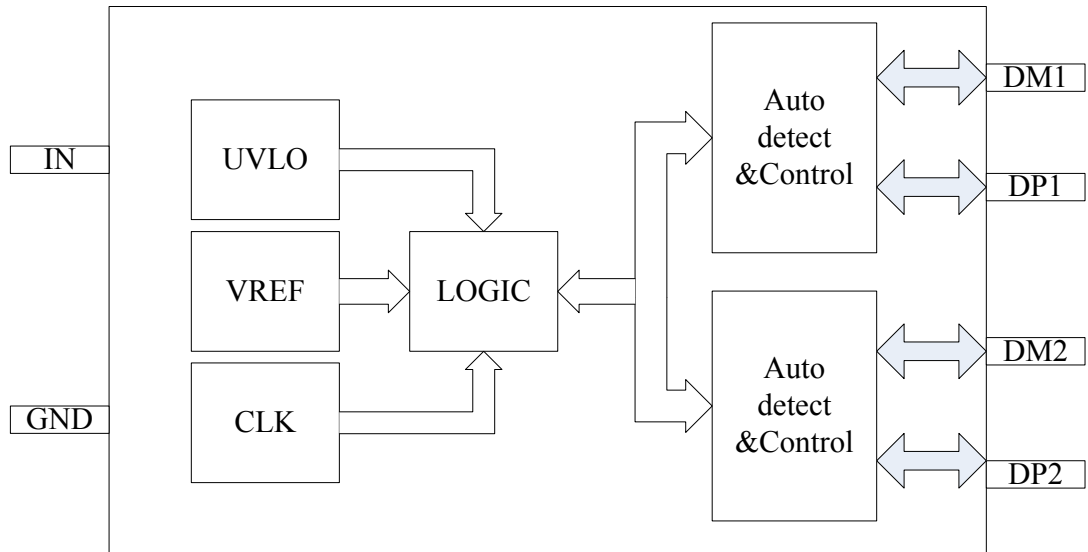 IN
GND
UVLO
VREF
CLK
LOGIC
Auto
detect
&Control
Auto
detect
&Control
DM1
DP1
DM2
DP2